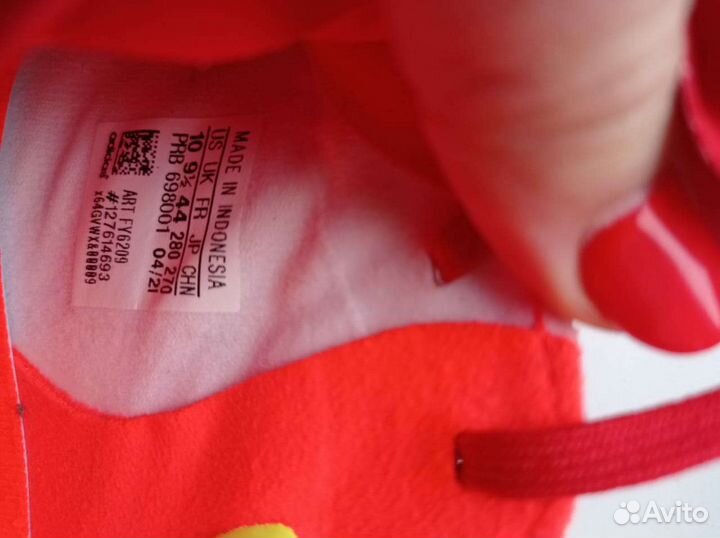 MADE IN INDONESIA
US UK FR JP CHN
10 9½ 44 280 270
PRB 698001 04/21
adidas
ART FY6209
#127614693
Avito